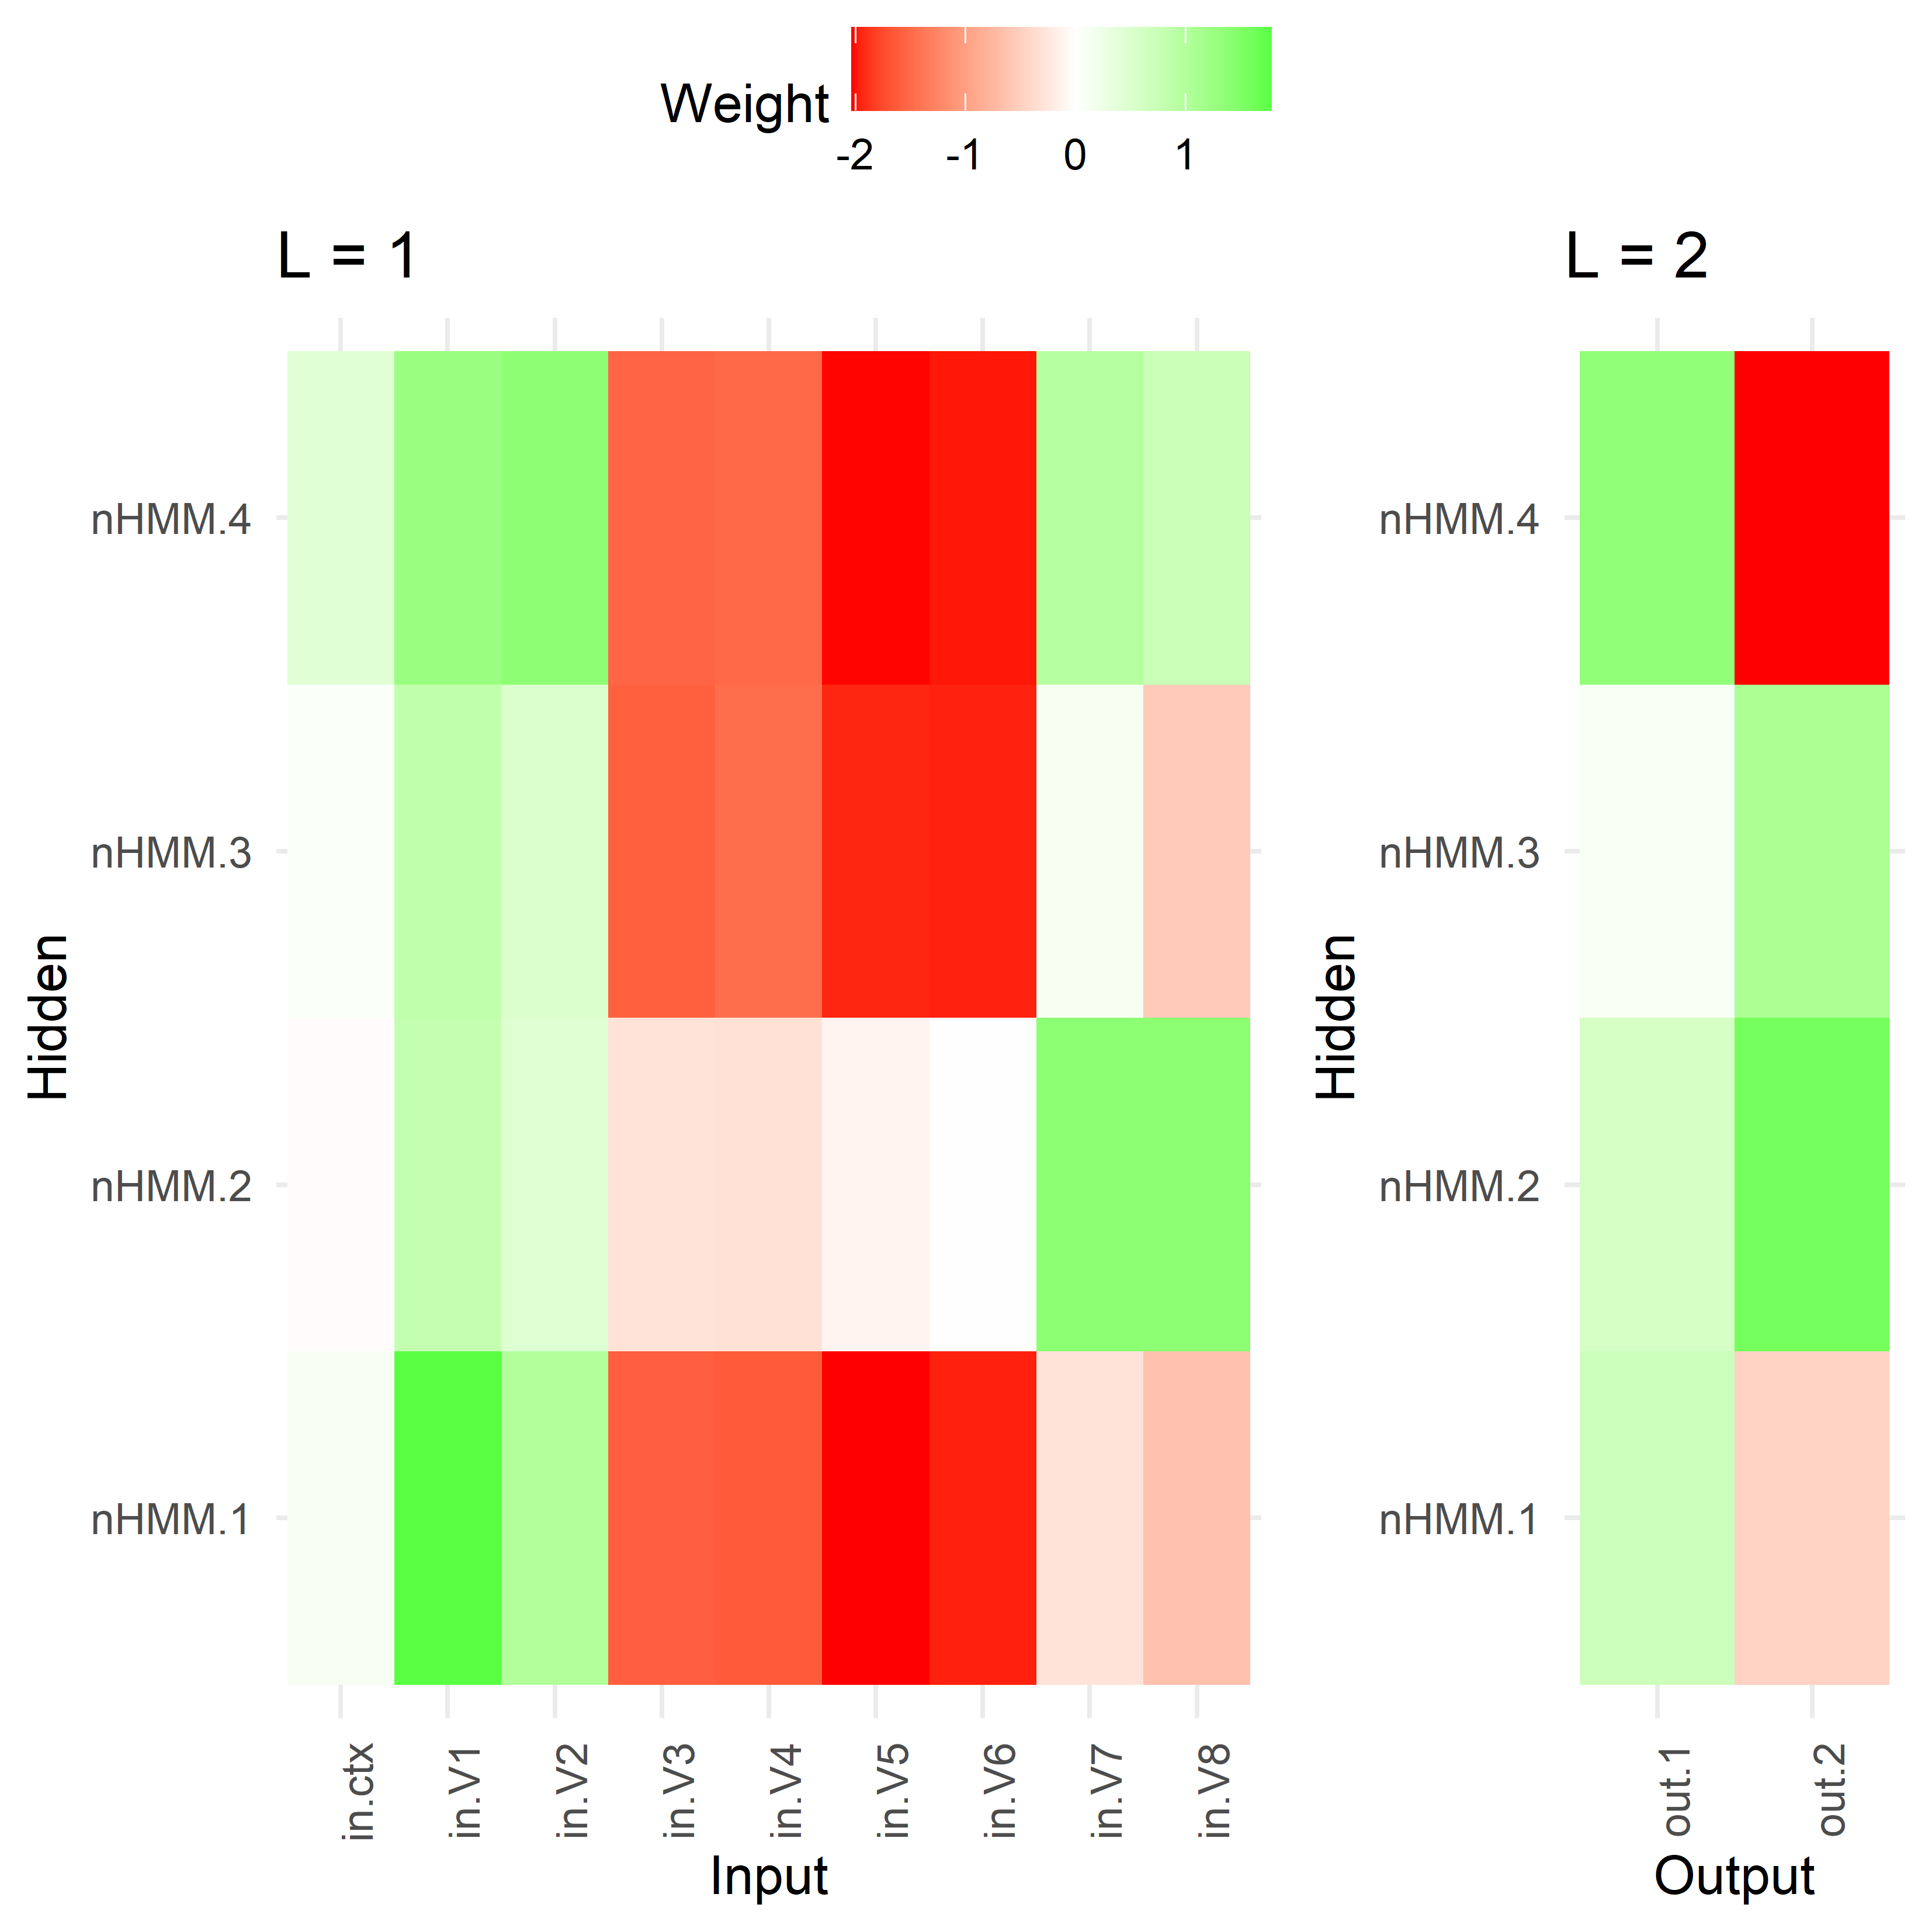 Weight
-2 -1 0 1
L = 1
L = 2
Hidden
nHMM.4
nHMM.3
nHMM.2
nHMM.1
in.ctx
in.V1
in.V2
in.V3
in.V4
in.V5
in.V6
in.V7
in.V8
Input
Hidden
nHMM.4
nHMM.3
nHMM.2
nHMM.1
out.1
out.2
Output